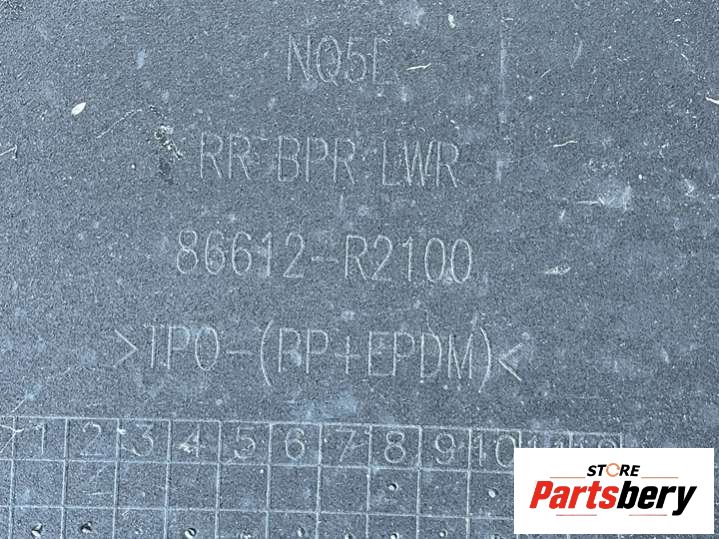 NQ5E
RR BPR LWR
86612-R2100
>TPO-(PP+EPDM)<
1 2 3 4 5 6 7 8 9 10 11
STORE
Partsbery